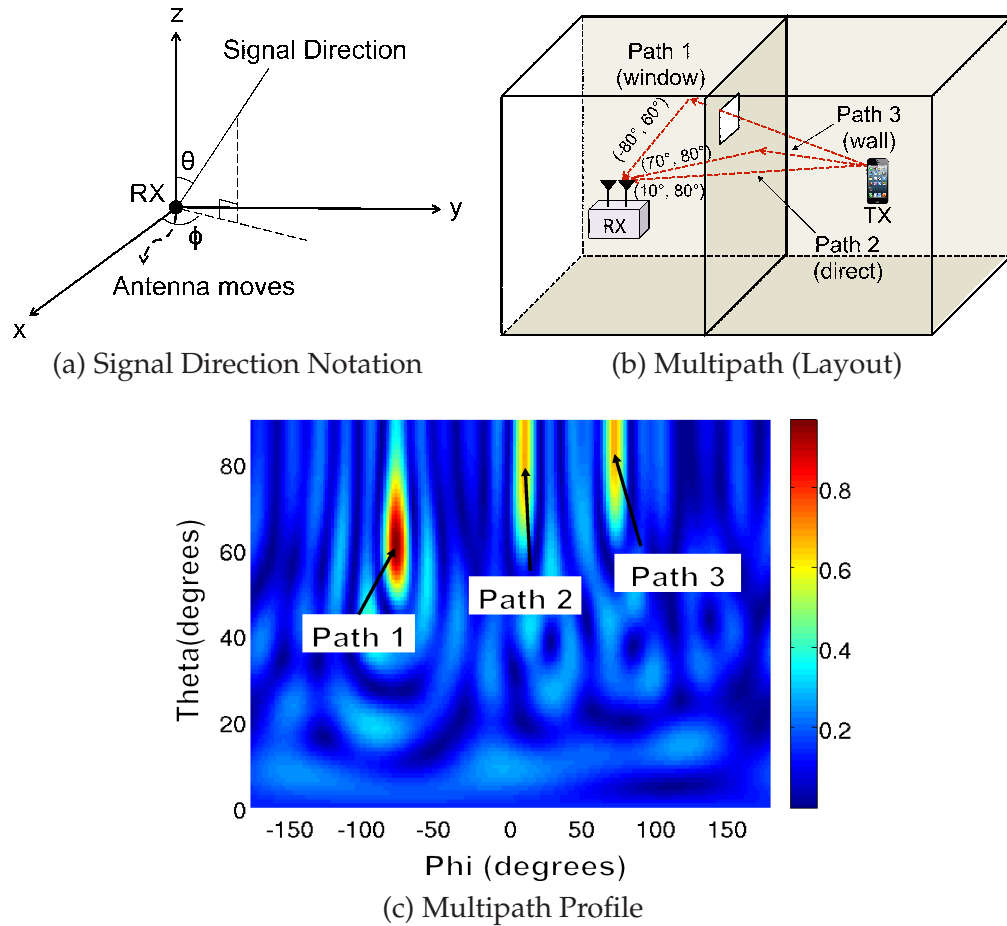 z
Signal Direction
θ
RX
y
ϕ
Antenna moves
x
(a) Signal Direction Notation
Path 1
(window)
Path 3
(wall)
(-80°, 60°)
(70°, 80°)
(10°, 80°)
RX
TX
Path 2
(direct)
(b) Multipath (Layout)
Theta(degrees)
80
60
40
20
0
Path 1
Path 2
Path 3
-150 -100 -50 0 50 100 150
Phi (degrees)
0.8
0.6
0.4
0.2
(c) Multipath Profile